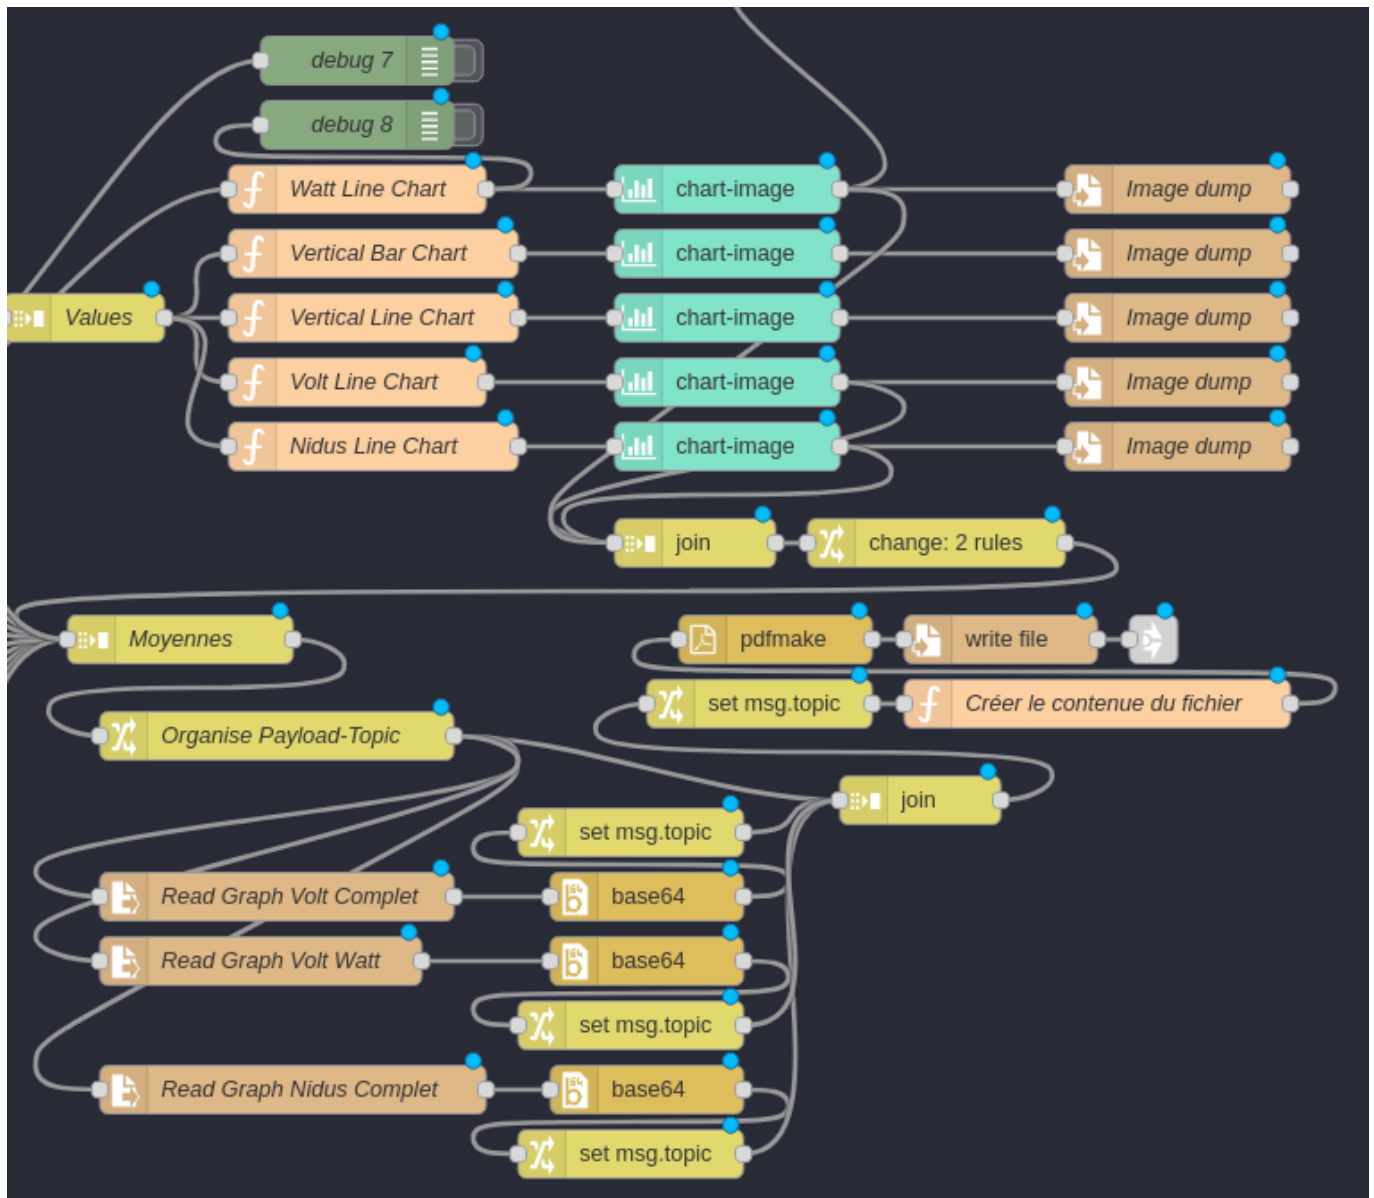 debug 7
debug 8
Watt Line Chart
chart-image
Image dump
Vertical Bar Chart
chart-image
Image dump
Values
Vertical Line Chart
chart-image
Image dump
Volt Line Chart
chart-image
Image dump
Nidus Line Chart
chart-image
Image dump
join
change: 2 rules
Moyennes
pdfmake
write file
set msg.topic
Créer le contenue du fichier
Organise Payload-Topic
join
set msg.topic
Read Graph Volt Complet
base64
Read Graph Volt Watt
base64
set msg.topic
Read Graph Nidus Complet
base64
set msg.topic